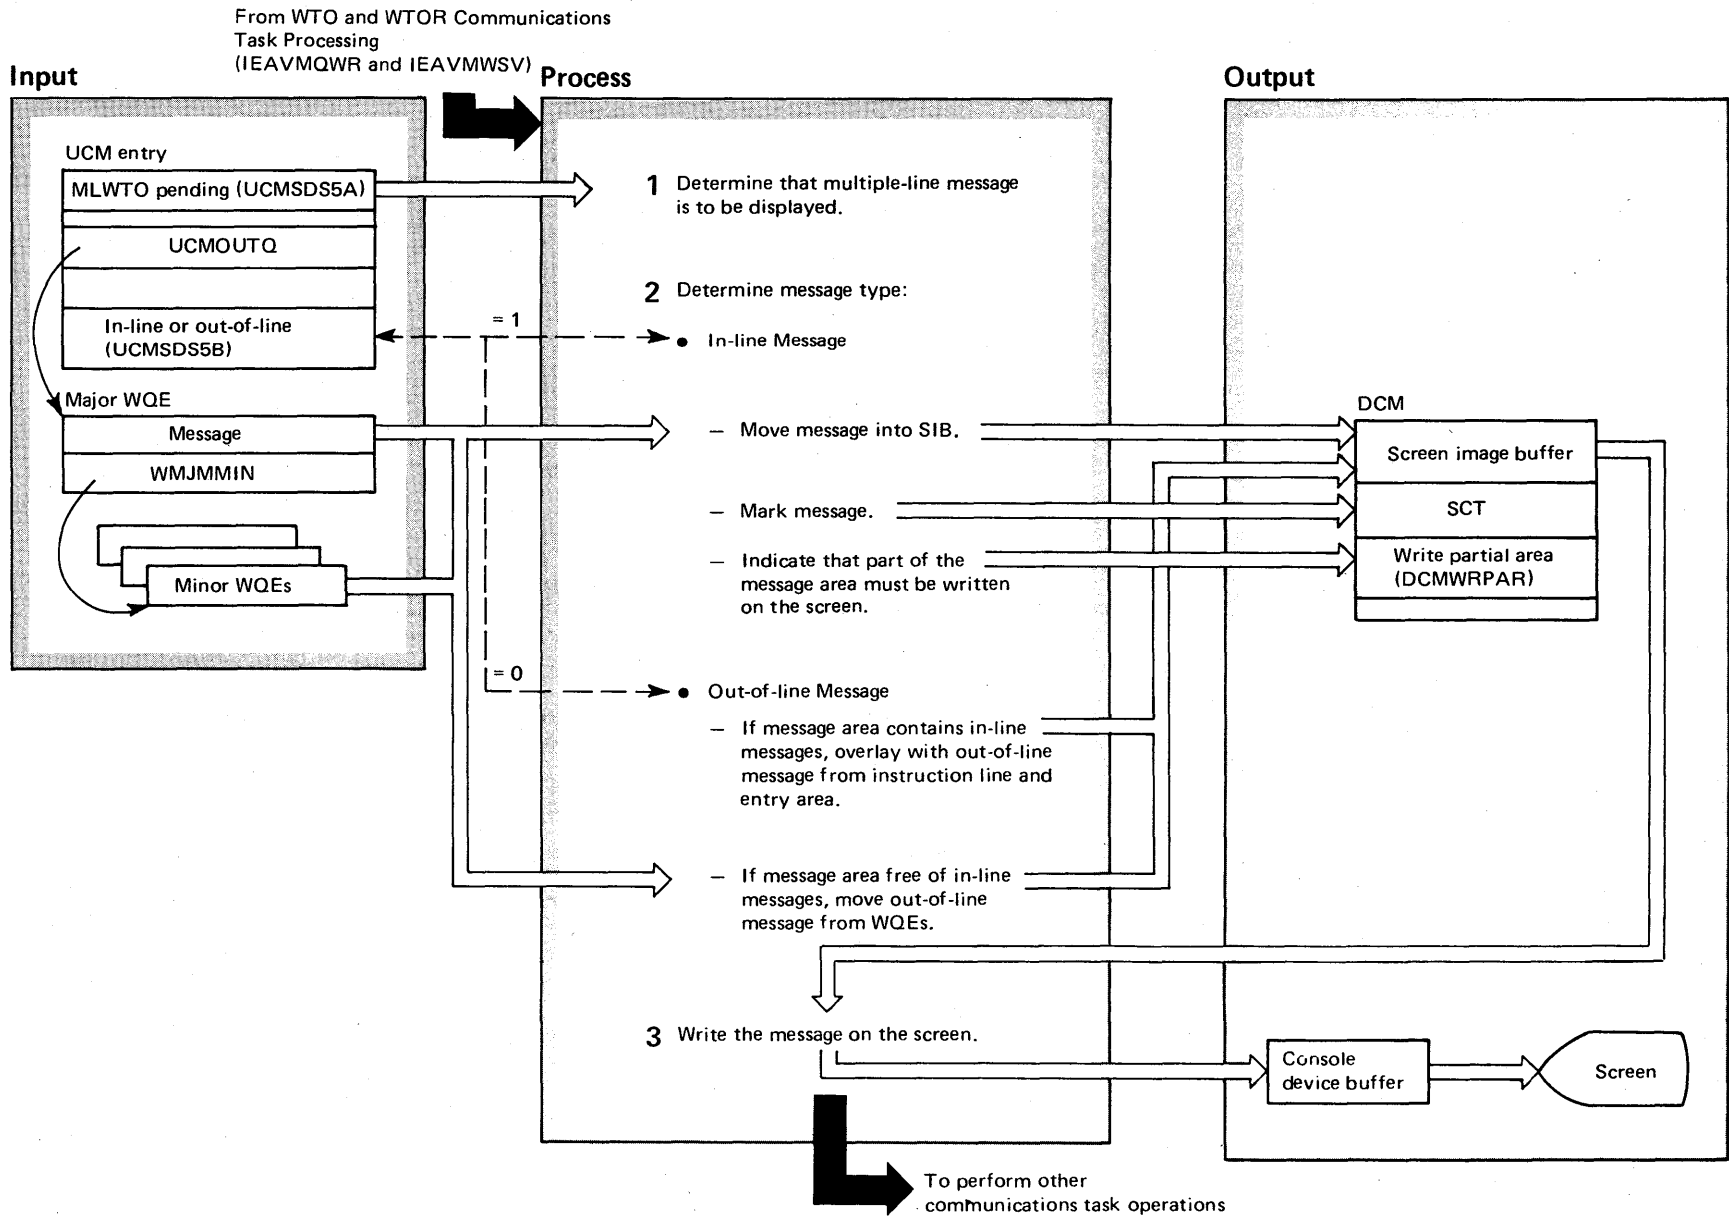 From WTO and WTOR Communications
Task Processing
(IEAVMQWR and IEAVMWSV)
Input
Process
Output
UCM entry
MLWTO pending (UCMSDS5A)
UCMOUTQ
In-line or out-of-line
(UCMSDS5B)
Major WQE
Message
WMJMMIN
Minor WQEs
= 1
= 0
1 Determine that multiple-line message
is to be displayed.
2 Determine message type:
• In-line Message
– Move message into SIB.
– Mark message.
– Indicate that part of the
message area must be written
on the screen.
• Out-of-line Message
– If message area contains in-line
messages, overlay with out-of-line
message from instruction line and
entry area.
– If message area free of in-line
messages, move out-of-line
message from WQEs.
3 Write the message on the screen.
DCM
Screen image buffer
SCT
Write partial area
(DCMWRPAR)
Console
device buffer
Screen
To perform other
communications task operations